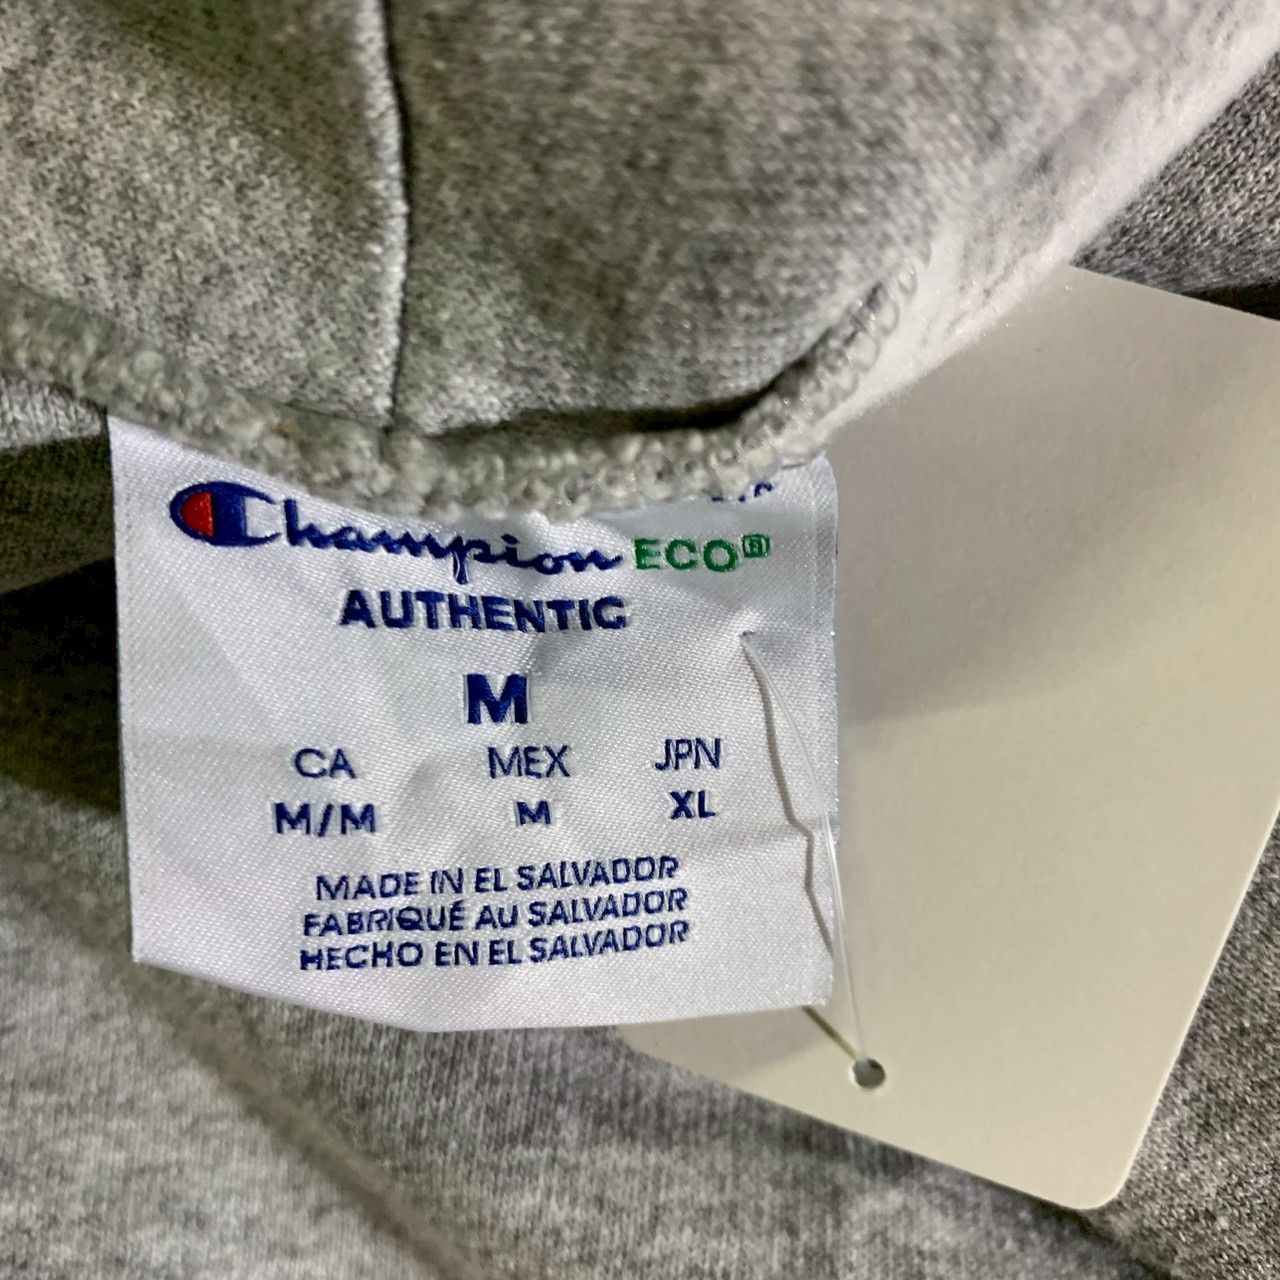 Champion ECO®
AUTHENTIC
M
CA MEX JPN
M/M M XL
MADE IN EL SALVADOR
FABRIQUÉ AU SALVADOR
HECHO EN EL SALVADOR